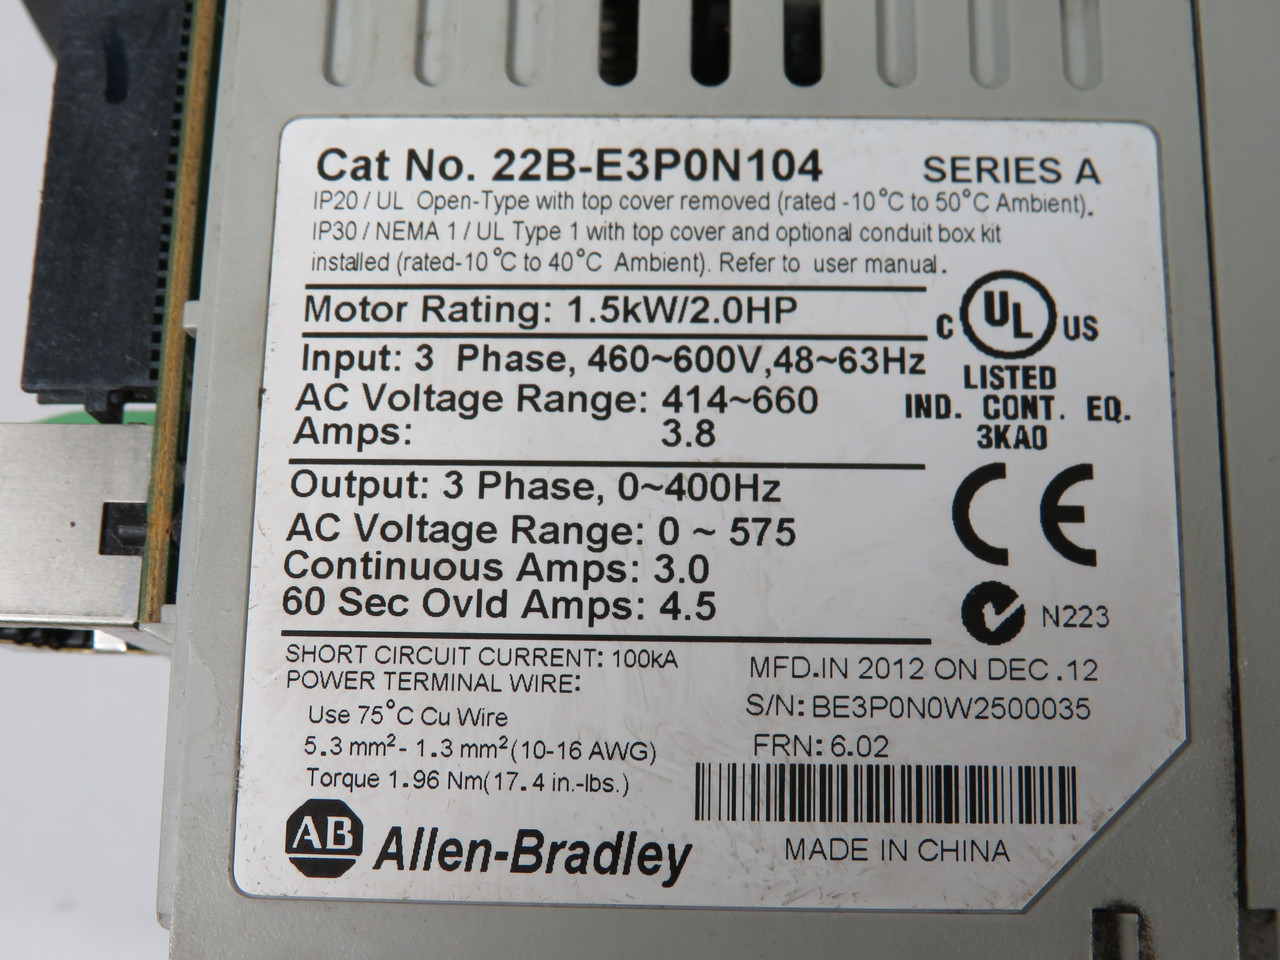 Cat No. 22B-E3P0N104 SERIES A
IP20 / UL Open-Type with top cover removed (rated -10°C to 50°C Ambient).
IP30 / NEMA 1 / UL Type 1 with top cover and optional conduit box kit
installed (rated-10°C to 40°C Ambient). Refer to user manual.
Motor Rating: 1.5kW/2.0HP
C UL US
Input: 3 Phase, 460~600V,48~63Hz
LISTED
AC Voltage Range: 414~660
IND. CONT. EQ.
Amps: 3.8
3KA0
Output: 3 Phase, 0~400Hz
CE
AC Voltage Range: 0 ~ 575
Continuous Amps: 3.0
60 Sec Ovld Amps: 4.5
N223
SHORT CIRCUIT CURRENT: 100kA
POWER TERMINAL WIRE:
Use 75°C Cu Wire
5.3 mm²- 1.3 mm²(10-16 AWG)
Torque 1.96 Nm(17.4 in.-lbs.)
MFD.IN 2012 ON DEC.12
S/N: BE3P0N0W2500035
FRN: 6.02
AB Allen-Bradley
MADE IN CHINA